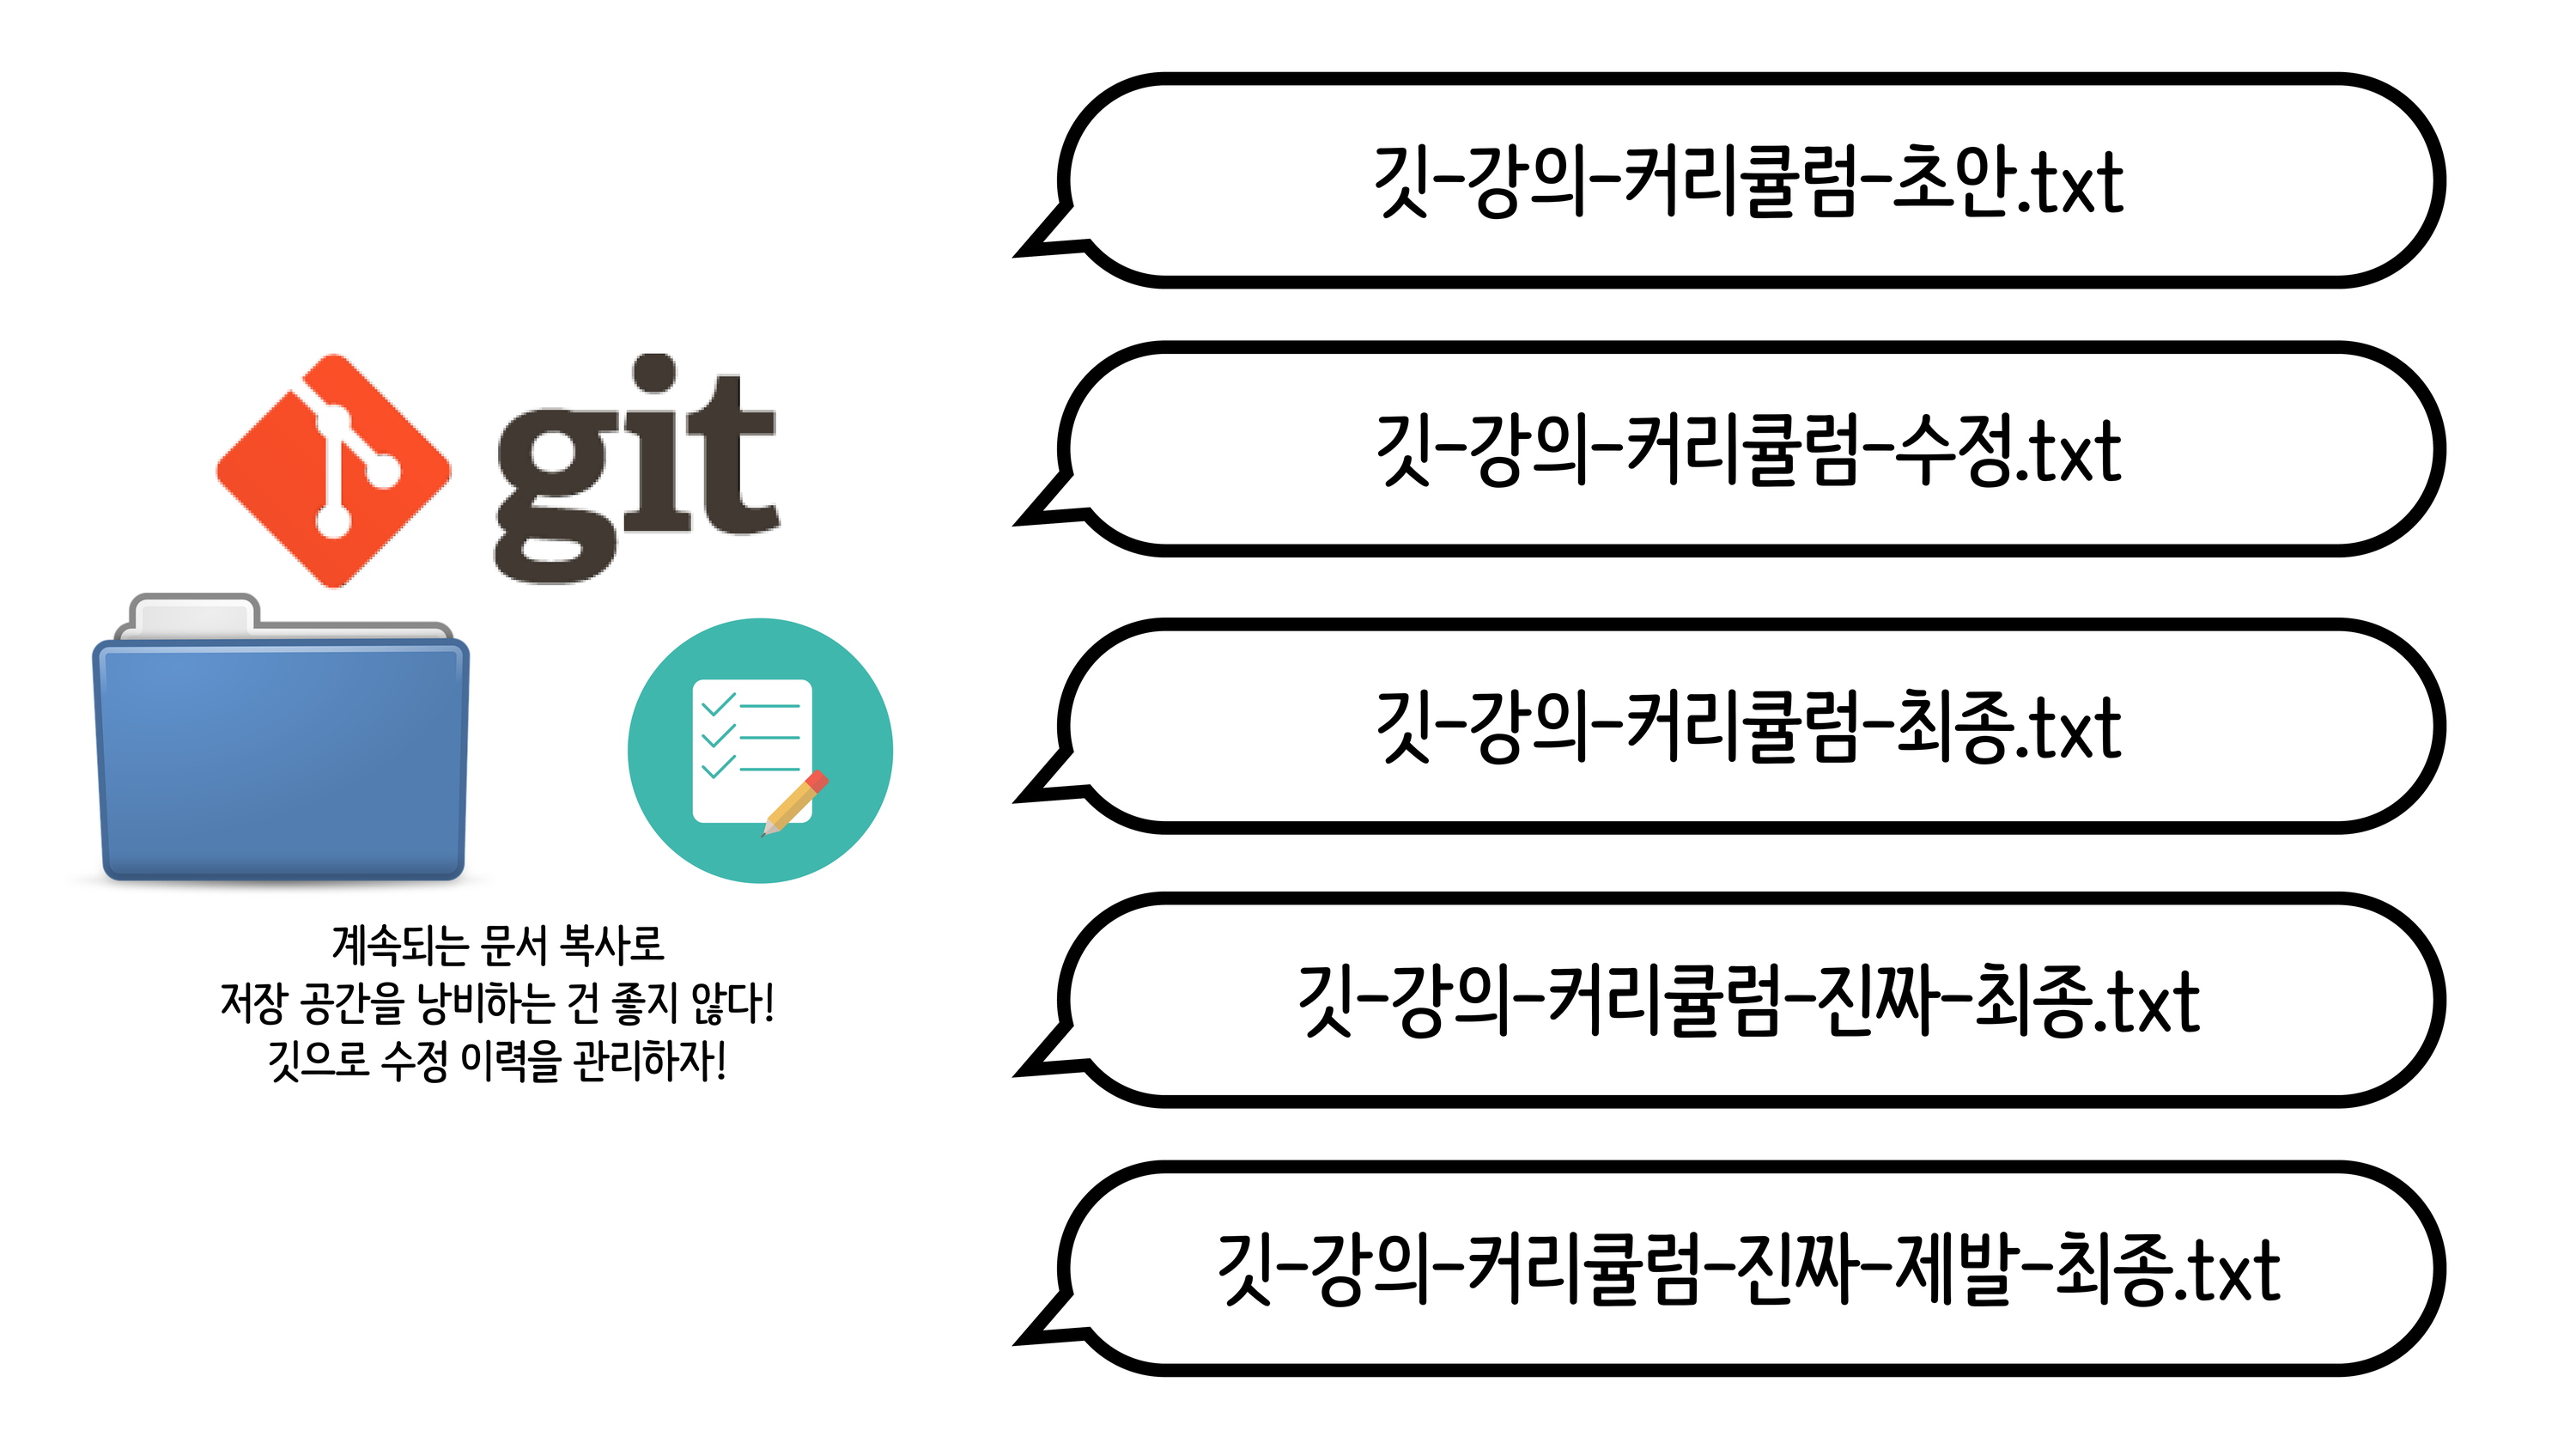 git
계속되는 문서 복사로
저장 공간을 낭비하는 건 좋지 않다!
깃으로 수정 이력을 관리하자!
깃-강의-커리큘럼-초안.txt
깃-강의-커리큘럼-수정.txt
깃-강의-커리큘럼-최종.txt
깃-강의-커리큘럼-진짜-최종.txt
깃-강의-커리큘럼-진짜-제발-최종.txt